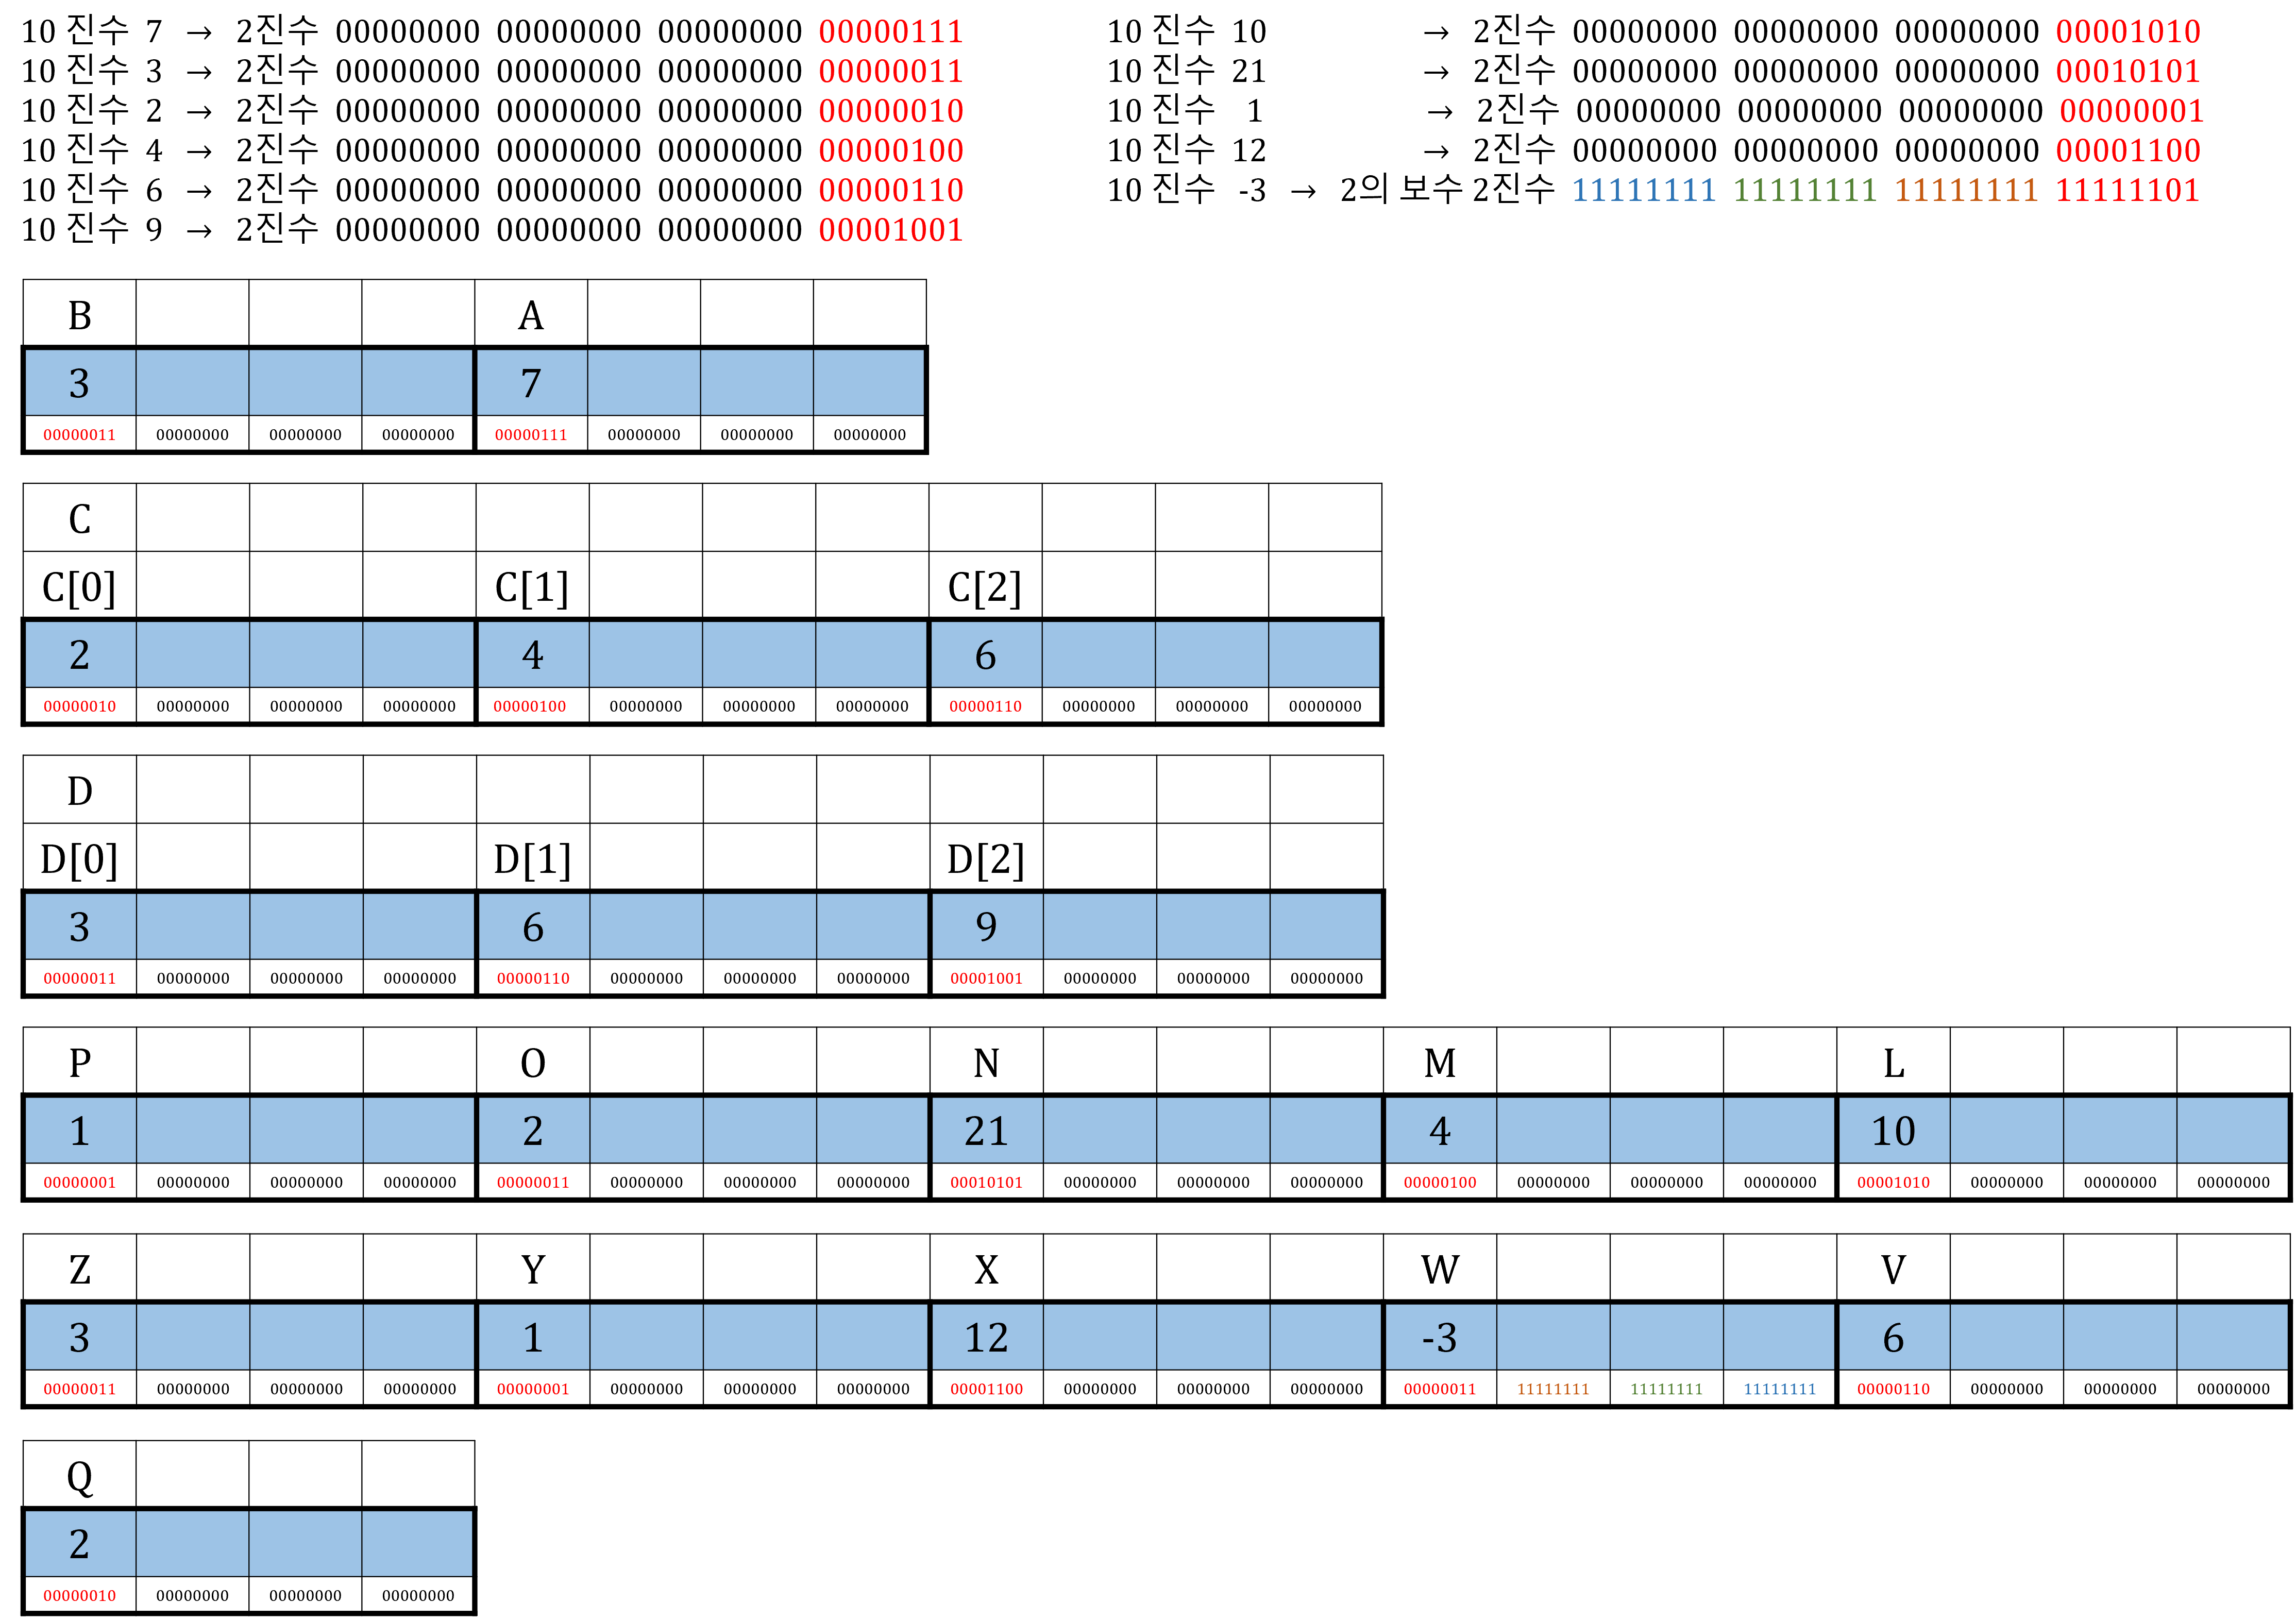 10 진수 7 → 2진수 00000000 00000000 00000000 00000111
10 진수 3 → 2진수 00000000 00000000 00000000 00000011
10 진수 2 → 2진수 00000000 00000000 00000000 00000010
10 진수 4 → 2진수 00000000 00000000 00000000 00000100
10 진수 6 → 2진수 00000000 00000000 00000000 00000110
10 진수 9 → 2진수 00000000 00000000 00000000 00001001
10 진수 10 → 2진수 00000000 00000000 00000000 00001010
10 진수 21 → 2진수 00000000 00000000 00000000 00010101
10 진수 1 → 2진수 00000000 00000000 00000000 00000001
10 진수 12 → 2진수 00000000 00000000 00000000 00001100
10 진수 -3 → 2의 보수 2진수 11111111 11111111 11111111 11111101
B A
3 7
00000011 00000000 00000000 00000000 00000111 00000000 00000000 00000000
C
C[0] C[1] C[2]
2 4 6
00000010 00000000 00000000 00000000 00000100 00000000 00000000 00000000 00000110 00000000 00000000 00000000
D
D[0] D[1] D[2]
3 6 9
00000011 00000000 00000000 00000000 00000110 00000000 00000000 00000000 00001001 00000000 00000000 00000000
P O N M L
1 2 21 4 10
00000001 00000000 00000000 00000000 00000011 00000000 00000000 00000000 00010101 00000000 00000000 00000000 00000100 00000000 00000000 00000000 00001010 00000000 00000000 00000000
Z Y X W V
3 1 12 -3 6
00000011 00000000 00000000 00000000 00000001 00000000 00000000 00000000 00001100 00000000 00000000 00000000 00000011 11111111 11111111 11111111 00000110 00000000 00000000 00000000
Q
2
00000010 00000000 00000000 00000000